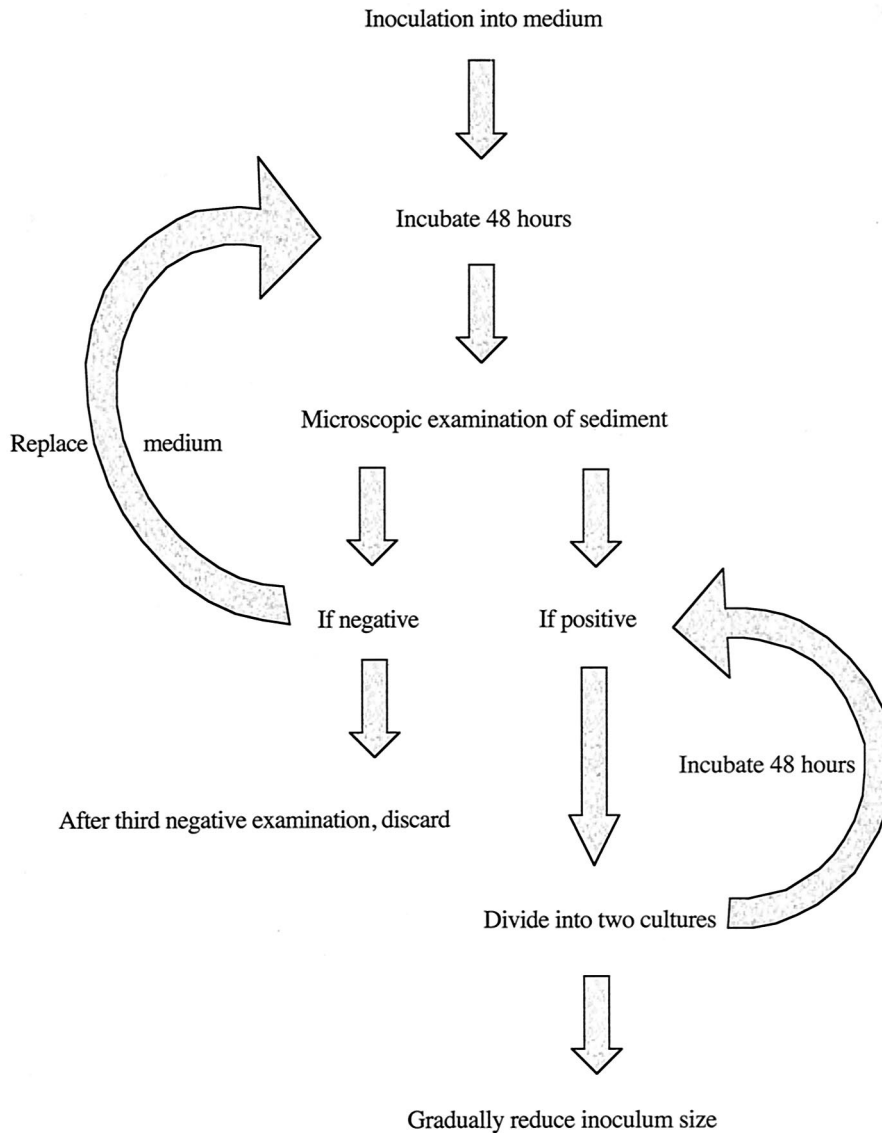 Inoculation into medium
Incubate 48 hours
Microscopic examination of sediment
Replace medium
If negative
If positive
Incubate 48 hours
After third negative examination, discard
Divide into two cultures
Gradually reduce inoculum size